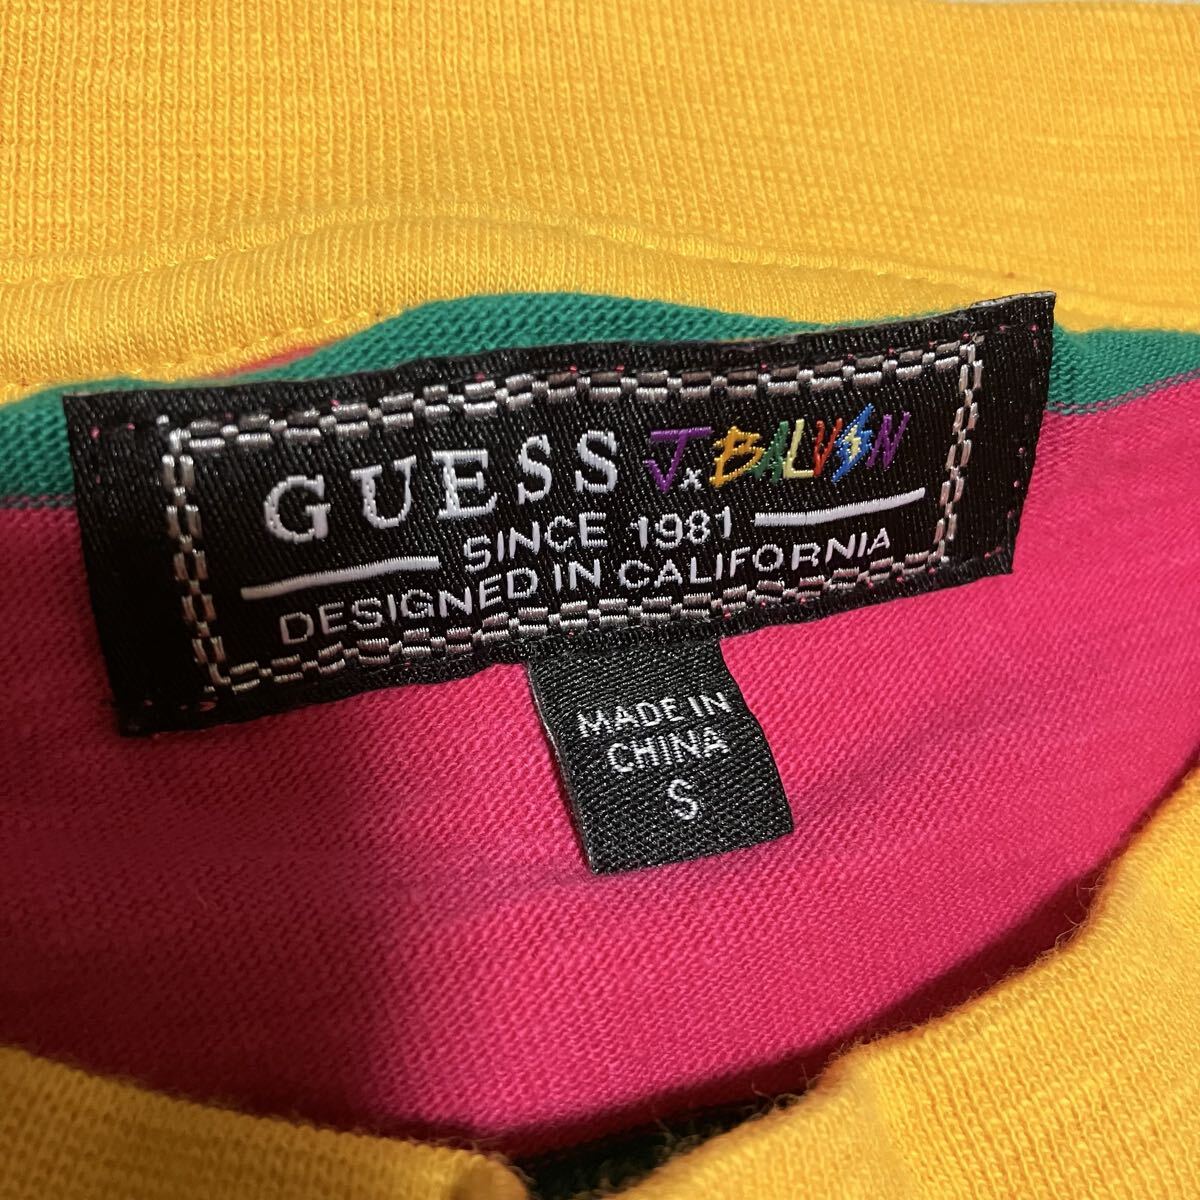 GUESS J x BALVIN
SINCE 1981
DESIGNED IN CALIFORNIA
MADE IN
CHINA
S